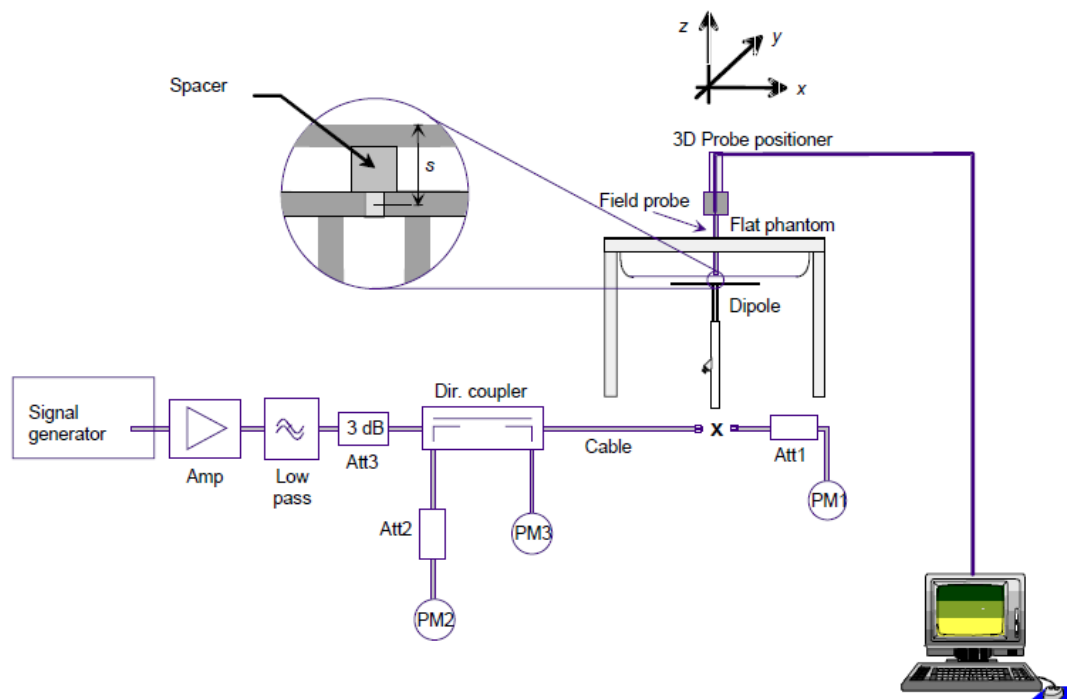 z
y
x
Spacer
s
3D Probe positioner
Field probe
Flat phantom
Dipole
Signal
generator
Amp
Low
pass
3 dB
Att3
Dir. coupler
Cable
x
Att1
PM1
Att2
PM3
PM2